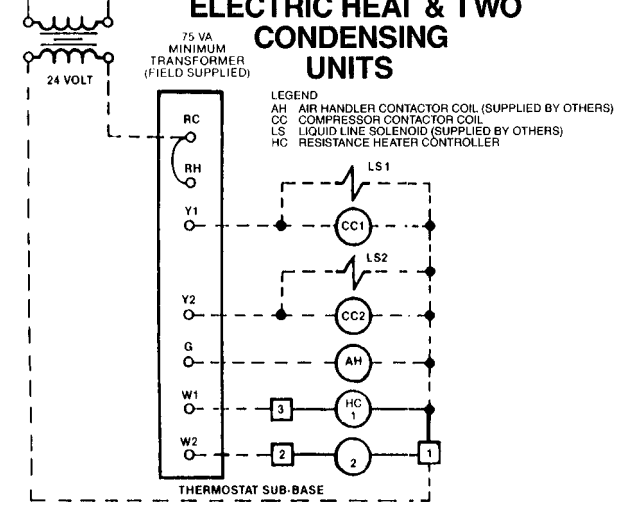 ELECTRIC HEAT & TWO
CONDENSING
UNITS
75 VA
MINIMUM
TRANSFORMER
(FIELD SUPPLIED)
24 VOLT
LEGEND
AH AIR HANDLER CONTACTOR COIL (SUPPLIED BY OTHERS)
CC COMPRESSOR CONTACTOR COIL
LS LIQUID LINE SOLENOID (SUPPLIED BY OTHERS)
HC RESISTANCE HEATER CONTROLLER
RC
RH
LS1
Y1
CC1
LS2
Y2
CC2
G
AH
W1
3
HC
1
W2
2
2
1
THERMOSTAT SUB-BASE